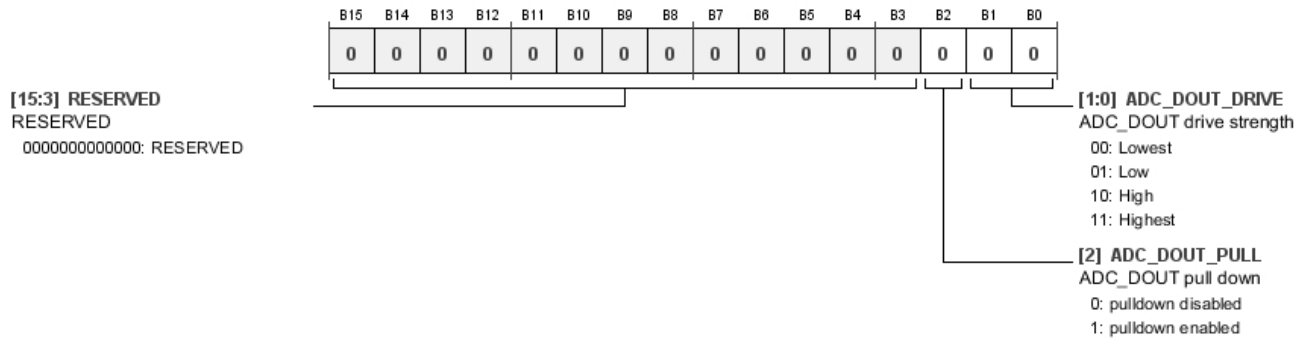 B15 B14 B13 B12 B11 B10 B9 B8 B7 B6 B5 B4 B3 B2 B1 B0
0 0 0 0 0 0 0 0 0 0 0 0 0 0 0 0
[15:3] RESERVED
RESERVED
0000000000000: RESERVED
[1:0] ADC_DOUT_DRIVE
ADC_DOUT drive strength
00: Lowest
01: Low
10: High
11: Highest
[2] ADC_DOUT_PULL
ADC_DOUT pull down
0: pulldown disabled
1: pulldown enabled